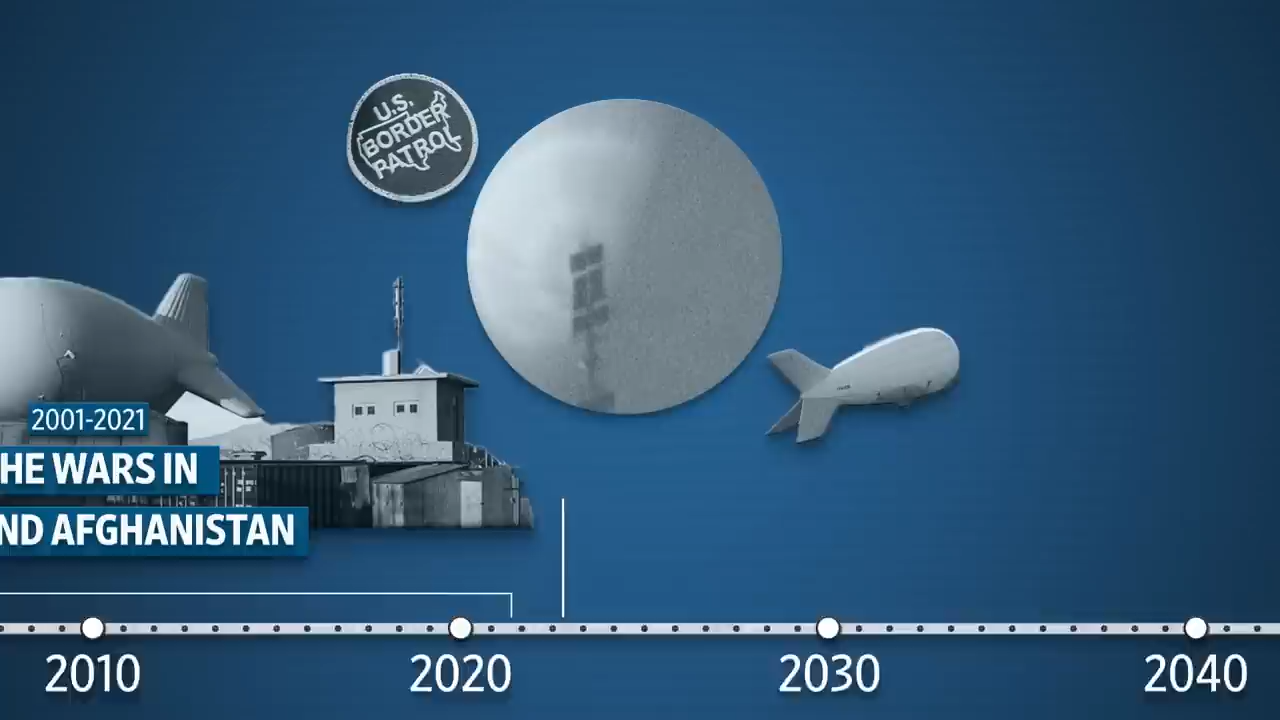 U.S.
BORDER
PATROL
2001-2021
HE WARS IN
ND AFGHANISTAN
2010
2020
2030
2040